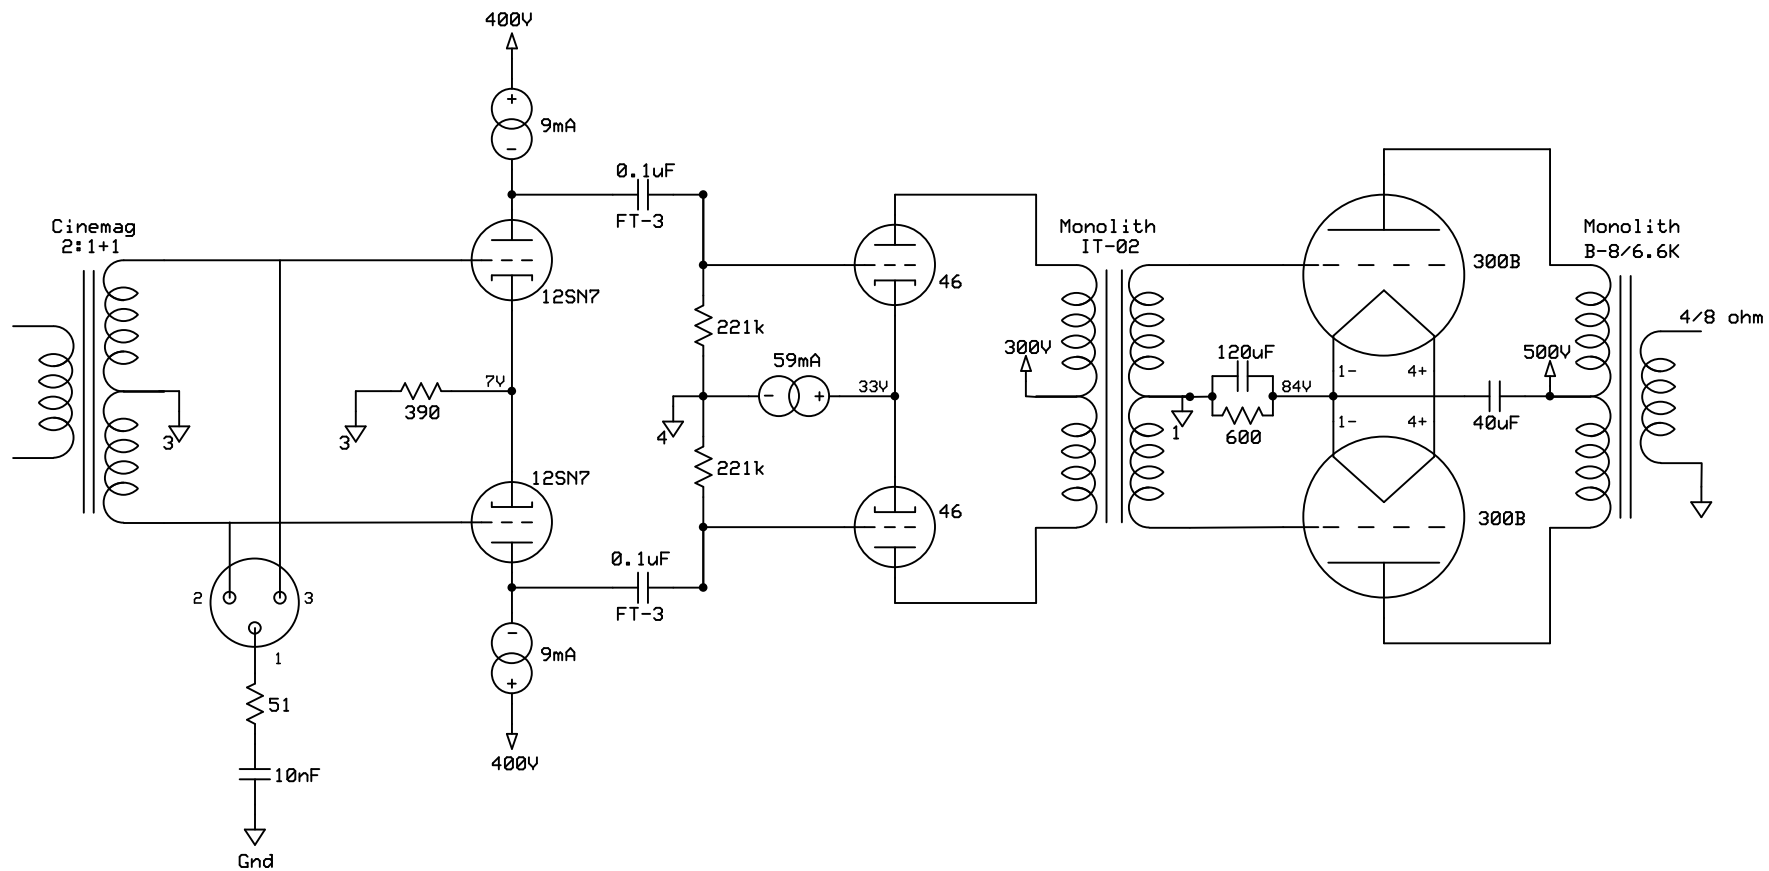 400V
+
9mA
-
0.1uF
FT-3
Cinemag
2:1+1
12SN7
46
Monolith
IT-02
300B
Monolith
B-8/6.6K
4/8 ohm
221k
59mA
- +
33V
300V
120uF
600
84V
1- 4+
500V
40uF
7V
390
3
3
4
1
1- 4+
12SN7
221k
46
300B
0.1uF
FT-3
2 3
1
-
9mA
+
51
400V
10nF
Gnd